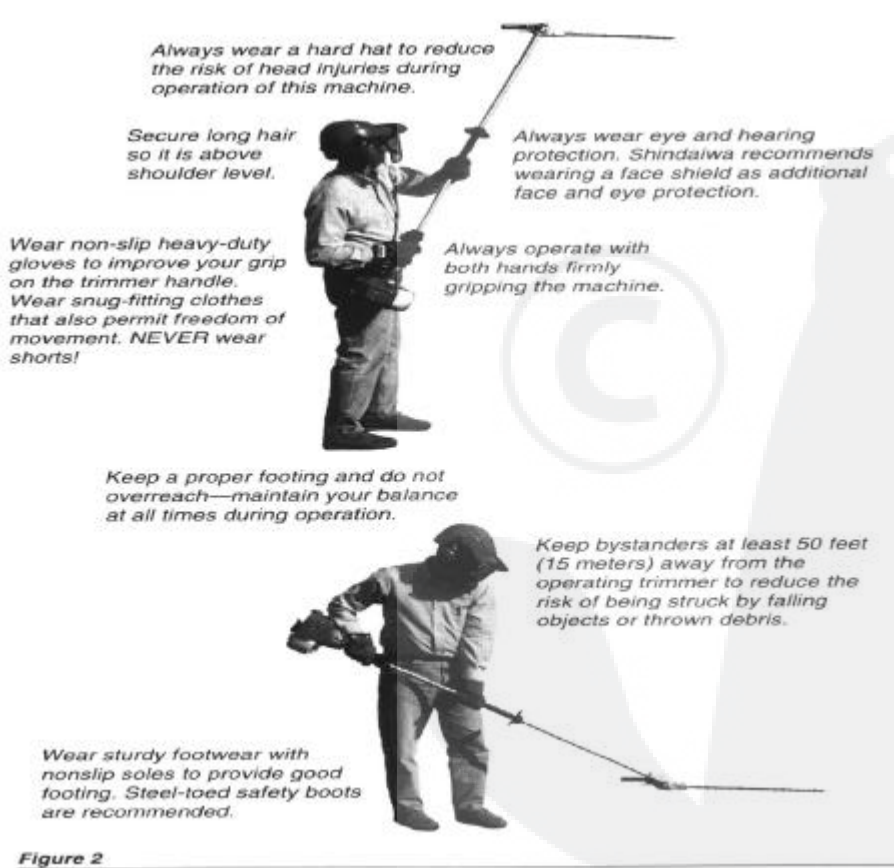 Always wear a hard hat to reduce
the risk of head injuries during
operation of this machine.
Secure long hair
so it is above
shoulder level.
Always wear eye and hearing
protection. Shindaiwa recommends
wearing a face shield as additional
face and eye protection.
Wear non-slip heavy-duty
gloves to improve your grip
on the trimmer handle.
Wear snug-fitting clothes
that also permit freedom of
movement. NEVER wear
shorts!
Always operate with
both hands firmly
gripping the machine.
Keep a proper footing and do not
overreach—maintain your balance
at all times during operation.
Keep bystanders at least 50 feet
(15 meters) away from the
operating trimmer to reduce the
risk of being struck by falling
objects or thrown debris.
Wear sturdy footwear with
nonslip soles to provide good
footing. Steel-toed safety boots
are recommended.
Figure 2
©